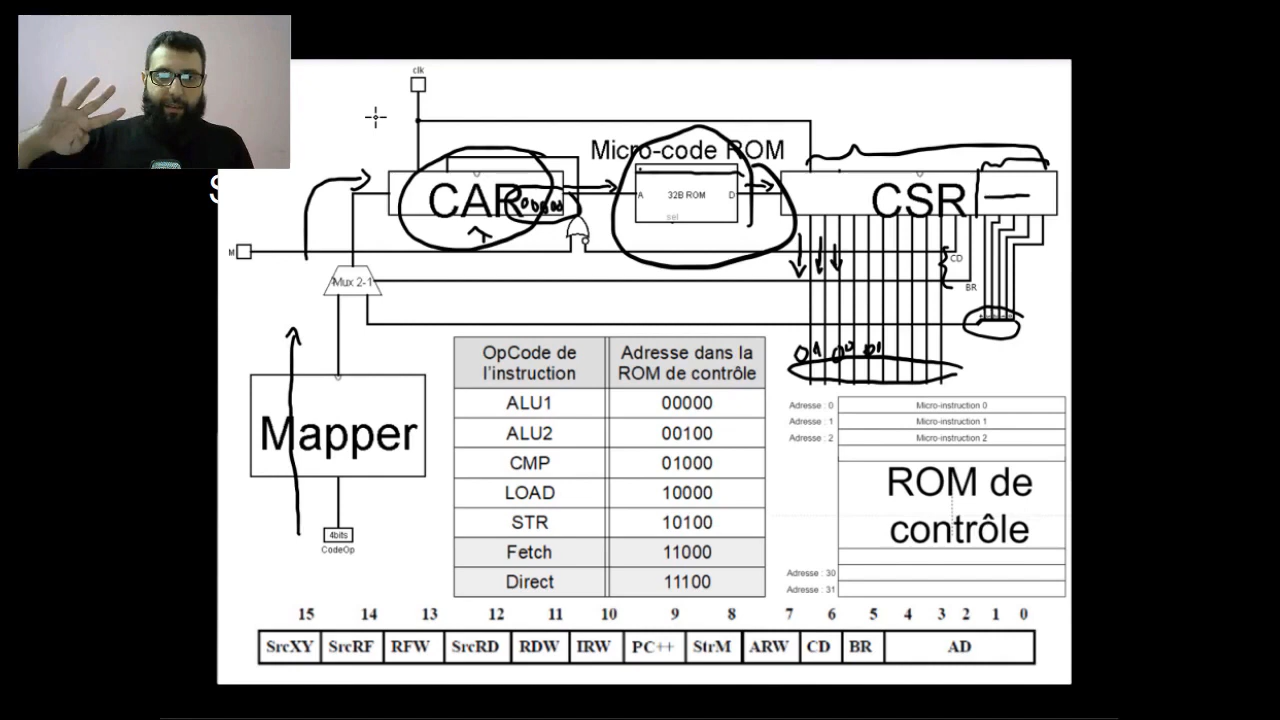 clk
Micro-code ROM
CAR
00000
A
32B ROM
D
sel
CSR
S
M
CD
BR
Mux 2-1
Mapper
4bits
CodeOp
OpCode de l'instruction
Adresse dans la ROM de contrôle
ALU1 00000
ALU2 00100
CMP 01000
LOAD 10000
STR 10100
Fetch 11000
Direct 11100
Adresse : 0 Micro-instruction 0
Adresse : 1 Micro-instruction 1
Adresse : 2 Micro-instruction 2
ROM de
contrôle
Adresse : 30
Adresse : 31
15 14 13 12 11 10 9 8 7 6 5 4 3 2 1 0
SrcXY SrcRF RFW SrcRD RDW IRW PC++ StrM ARW CD BR AD